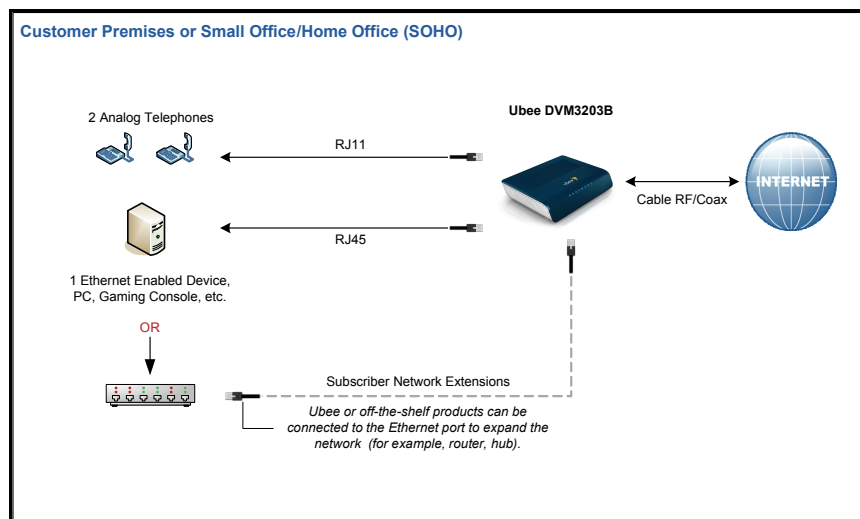 Customer Premises or Small Office/Home Office (SOHO)
2 Analog Telephones
Ubee DVM3203B
RJ11
INTERNET
Cable RF/Coax
RJ45
1 Ethernet Enabled Device,
PC, Gaming Console, etc.
OR
Subscriber Network Extensions
Ubee or off-the-shelf products can be
connected to the Ethernet port to expand the
network (for example, router, hub).